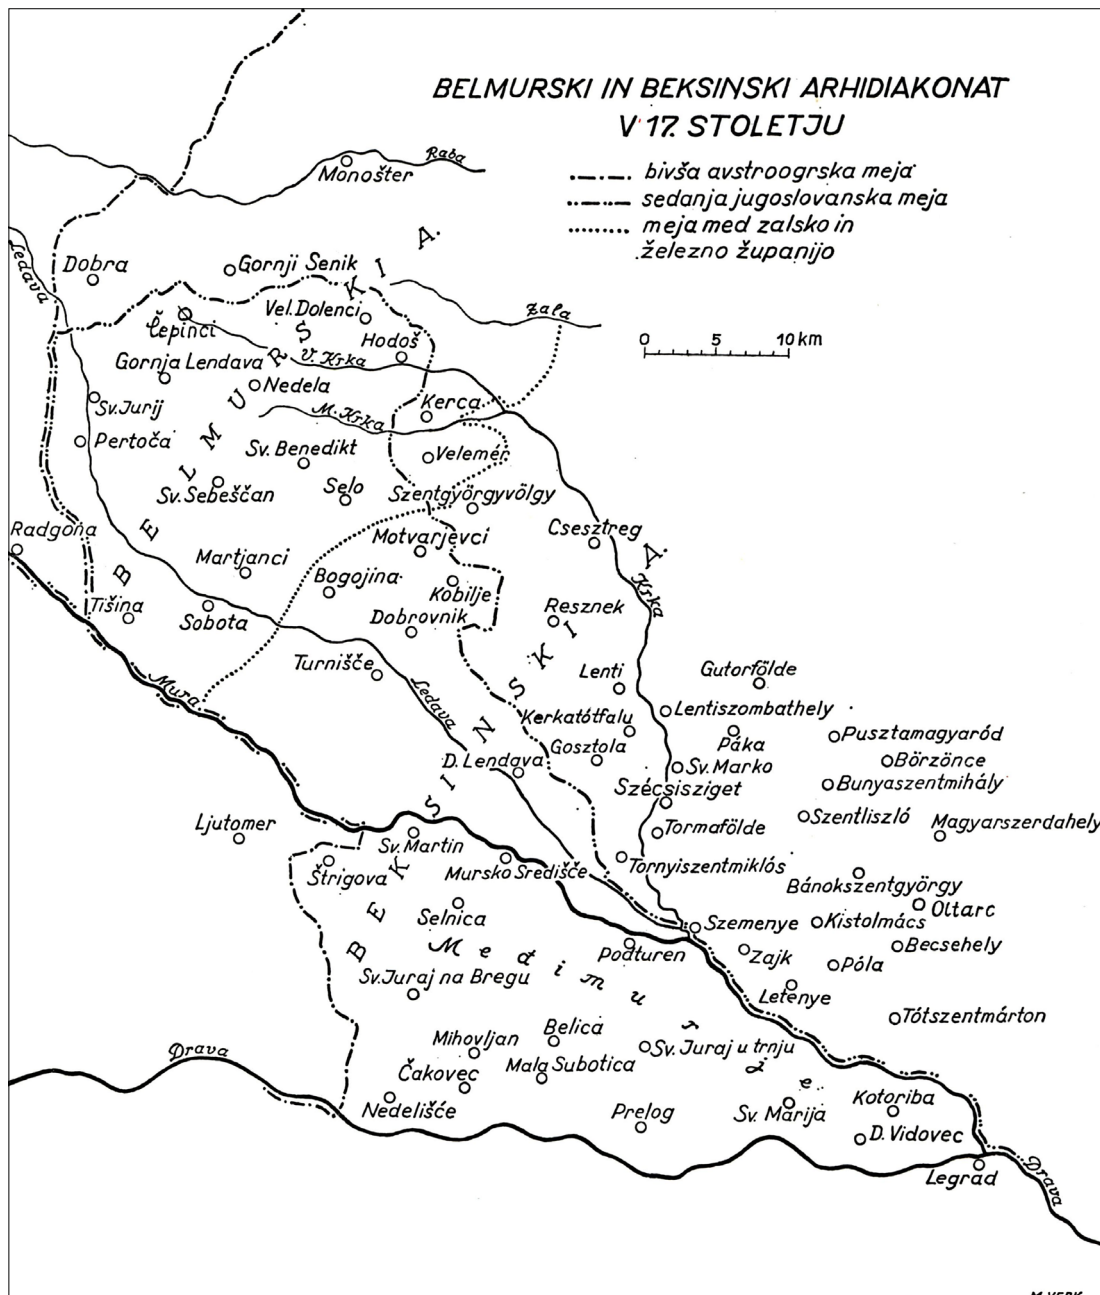 BELMURSKI IN BEKSINSKI ARHIDIAKONAT
V 17. STOLETJU
bivša avstroogrska meja
sedanja jugoslovanska meja
meja med zalsko in
železno županijo
Raba
Monošter
Ledava
Dobra
Gornji Senik
BELMURSKIA.
Zala
Vel. Dolenci
Čepinci
Hodoš
V. Krka
0 5 10 km
Gornja Lendava
Nedela
Sv. Jurij
M. Krka
Kerca
Pertoča
Sv. Benedikt
Velemér
Sv. Sebeščan
Selo
Szentgyörgyvölgy
Radgona
Csesztreg
Motvarjevci
Martjanci
Bogojina
Kobilje
Krka
Tišina
Sobota
Dobrovnik
Resznek
BEKSINSKI A.
Turnišče
Mura
Ledava
Lenti
Gutorfölde
Lentiszombathely
Kerkatótfalu
Páka
Pusztamagyaród
Gosztola
D. Lendava
Sv. Marko
Börzönce
Szécsisziget
Bunyaszentmihály
Ljutomer
Sv. Martin
Tormafölde
Szentliszló
Magyarszerdahely
Štrigova
Mursko Središče
Tornyiszentmiklós
Bánokszentgyörgy
Selnica
Oltarc
Szemenye
Kistolmács
Medimurje
Podturen
Zajk
Becsehely
Póla
Sv. Juraj na Bregu
Letenye
Tótszentmárton
Drava
Mihovljan
Belica
Sv. Juraj u trnju
Čakovec
Mala Subotica
Nedelišće
Prelog
Sv. Marija
Kotoriba
D. Vidovec
Legrad
Drava